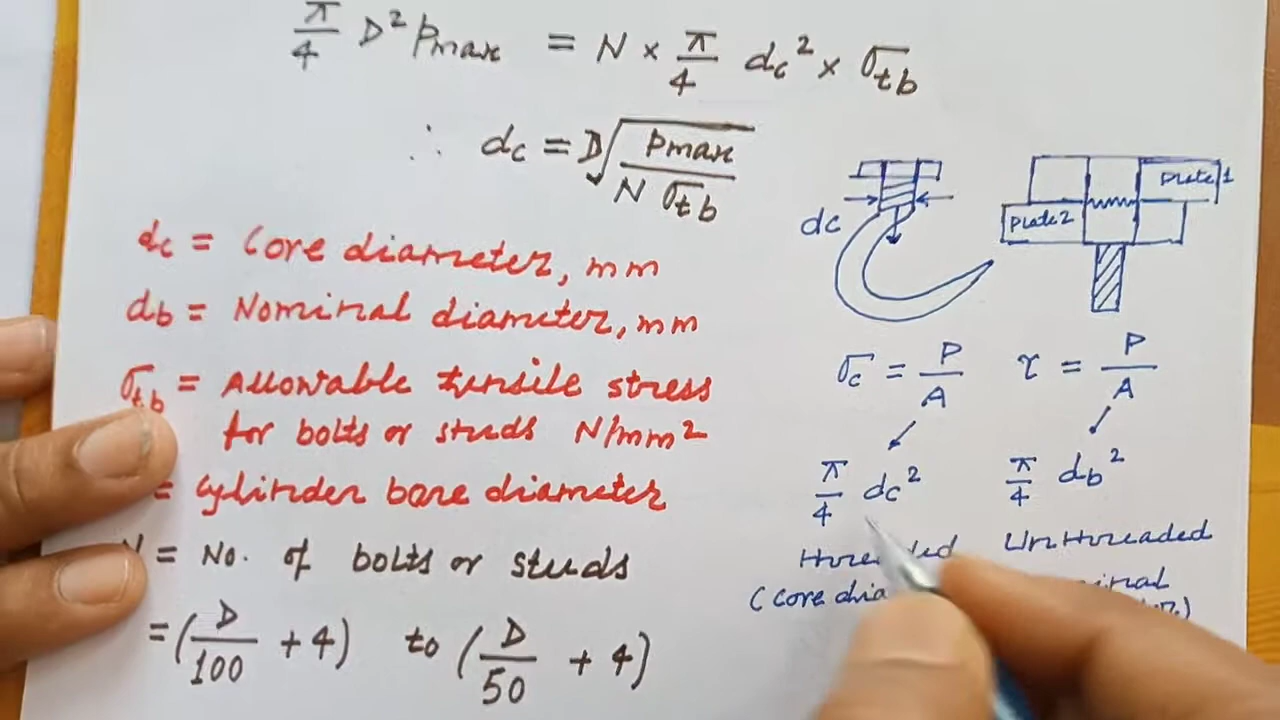 π/4 D² Pmax = N × π/4 dc² × σtb
∴ dc = D√(Pmax / N σtb)
dc = Core diameter, mm
db = Nominal diameter, mm
σtb = Allowable tensile stress
for bolts or studs N/mm²
= Cylinder bore diameter
N = No. of bolts or studs
= (D/100 + 4) to (D/50 + 4)
dc
Plate 1
Plate 2
σc = P/A
π/4 dc²
(core dia
τ = P/A
π/4 db²
Unthreaded